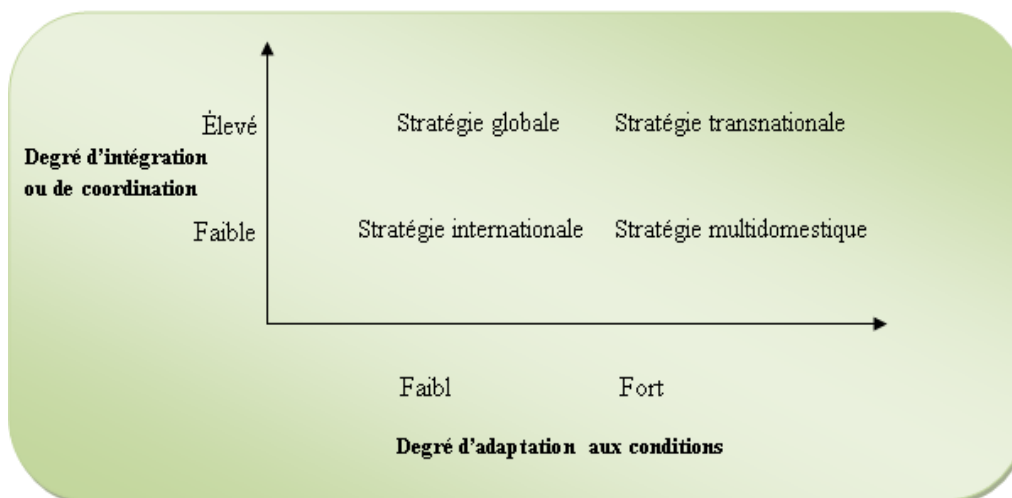 Élevé
Stratégie globale
Stratégie transnationale
Degré d'intégration
ou de coordination
Faible
Stratégie internationale
Stratégie multidomestique
Faibl
Fort
Degré d'adaptation aux conditions